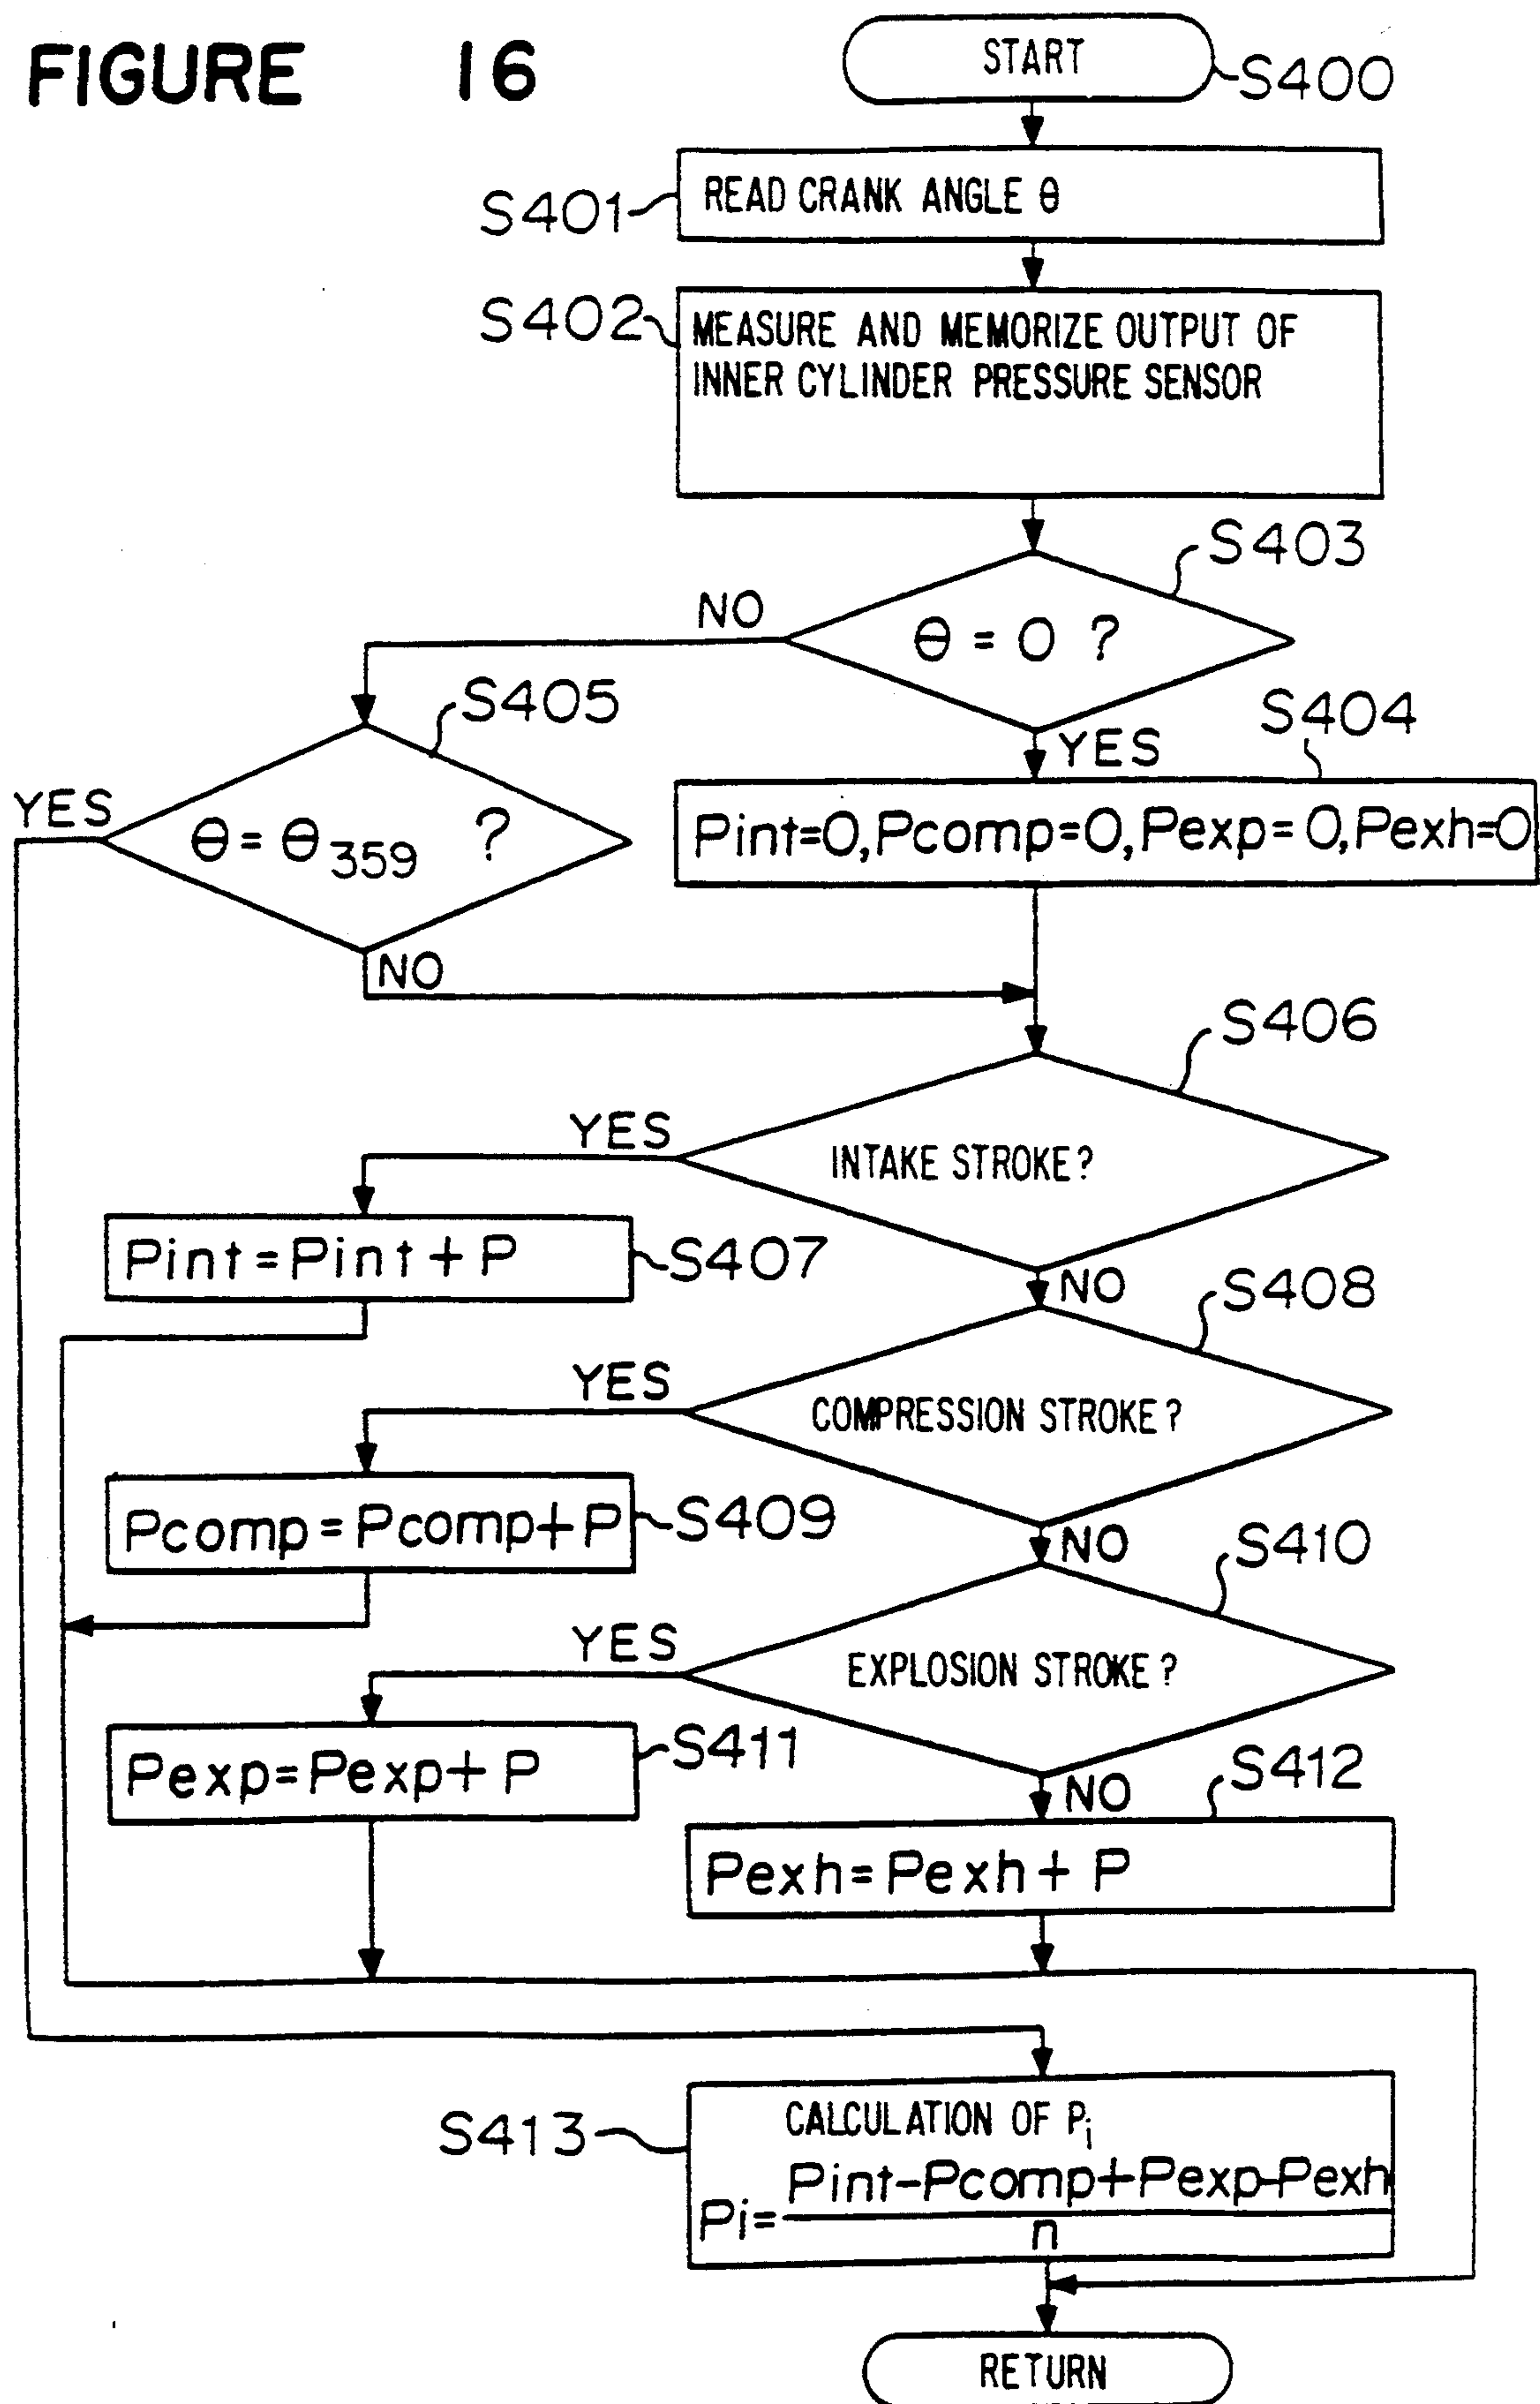 FIGURE 16
START
S400
READ CRANK ANGLE θ
S401
S402
MEASURE AND MEMORIZE OUTPUT OF
INNER CYLINDER PRESSURE SENSOR
S403
NO
θ = 0 ?
S405
S404
YES
YES
θ = θ359 ?
Pint=0, Pcomp=0, Pexp=0, Pexh=0
NO
S406
YES
INTAKE STROKE?
Pint = Pint + P
S407
NO
S408
YES
COMPRESSION STROKE?
Pcomp = Pcomp + P
S409
NO
S410
YES
EXPLOSION STROKE?
Pexp = Pexp + P
S411
NO
S412
Pexh = Pexh + P
S413
CALCULATION OF Pi
Pint-Pcomp+Pexp-Pexh
Pi=
n
RETURN